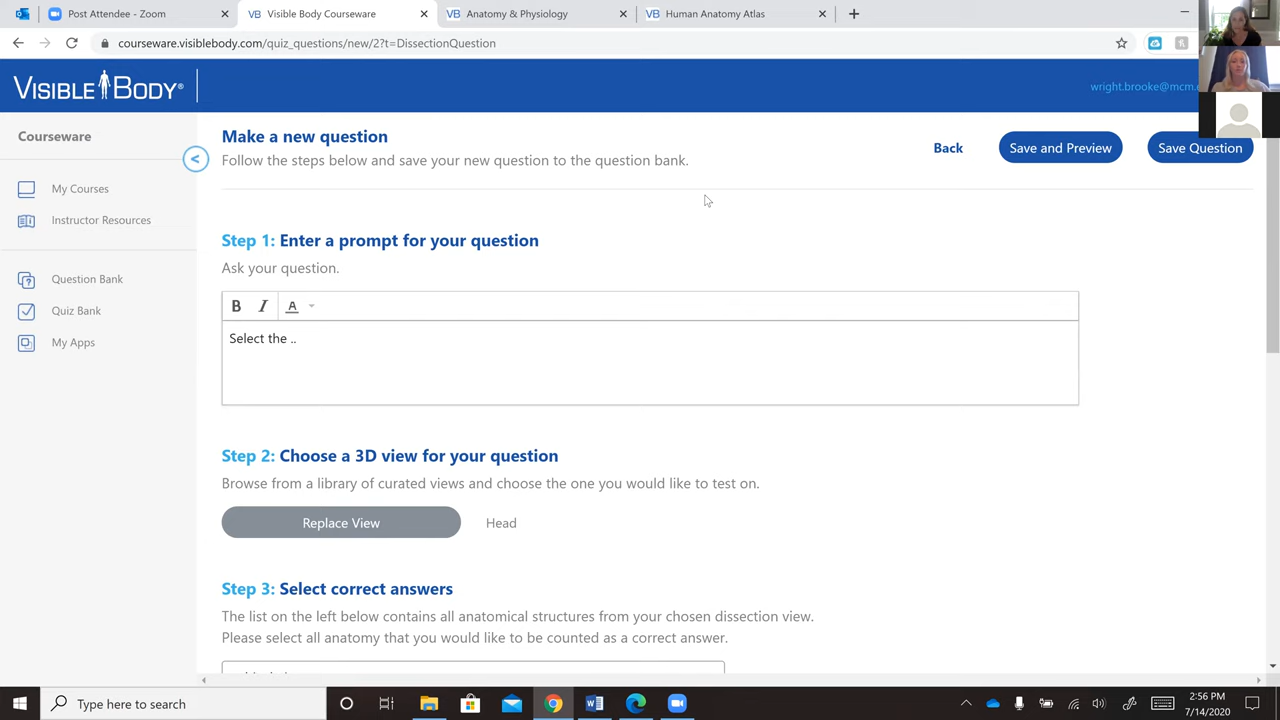 Post Attendee - Zoom
Visible Body Courseware
VB Anatomy & Physiology
VB Human Anatomy Atlas
courseware.visiblebody.com/quiz_questions/new/2?t=DissectionQuestion
VISIBLE BODY
wright.brooke@mcm.
Courseware
My Courses
Instructor Resources
Question Bank
Quiz Bank
My Apps
Make a new question
Follow the steps below and save your new question to the question bank.
Back
Save and Preview
Save Question
Step 1: Enter a prompt for your question
Ask your question.
B I A
Select the ..
Step 2: Choose a 3D view for your question
Browse from a library of curated views and choose the one you would like to test on.
Replace View
Head
Step 3: Select correct answers
The list on the left below contains all anatomical structures from your chosen dissection view.
Please select all anatomy that you would like to be counted as a correct answer.
Type here to search
2:56 PM
7/14/2020